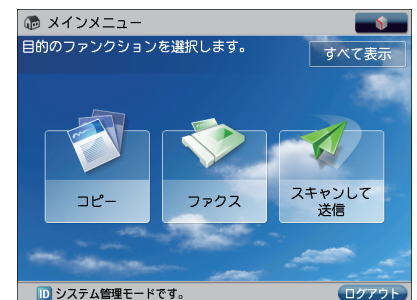 メインメニュー
目的のファンクションを選択します。
すべて表示
コピー
ファクス
スキャンして
送信
ID システム管理モードです。
ログアウト